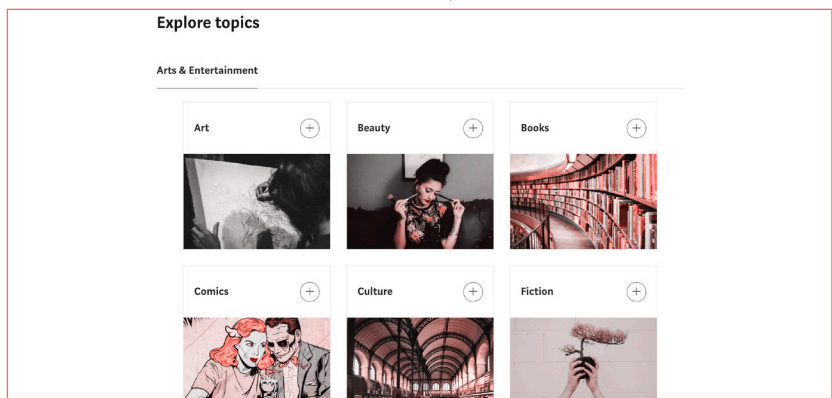 Explore topics
Arts & Entertainment
Art
Beauty
Books
Comics
Culture
Fiction